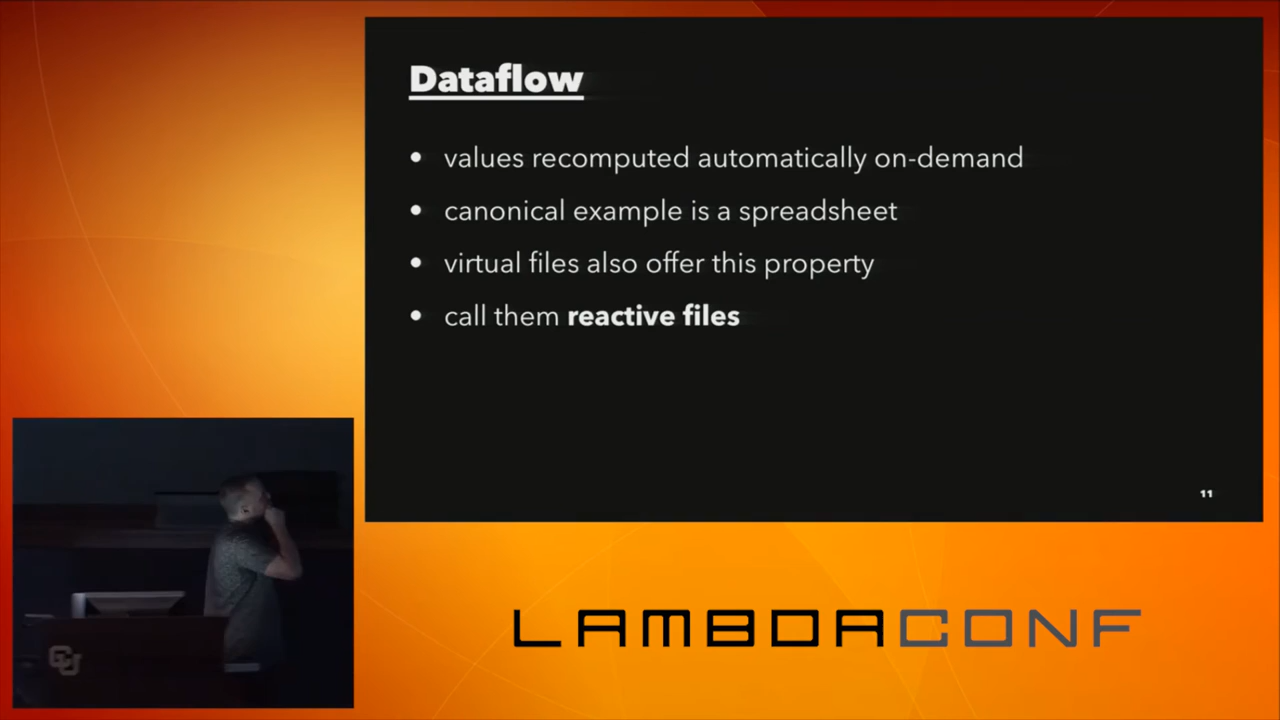 Dataflow
• values recomputed automatically on-demand
• canonical example is a spreadsheet
• virtual files also offer this property
• call them reactive files
11
CU
LAMBDACONF